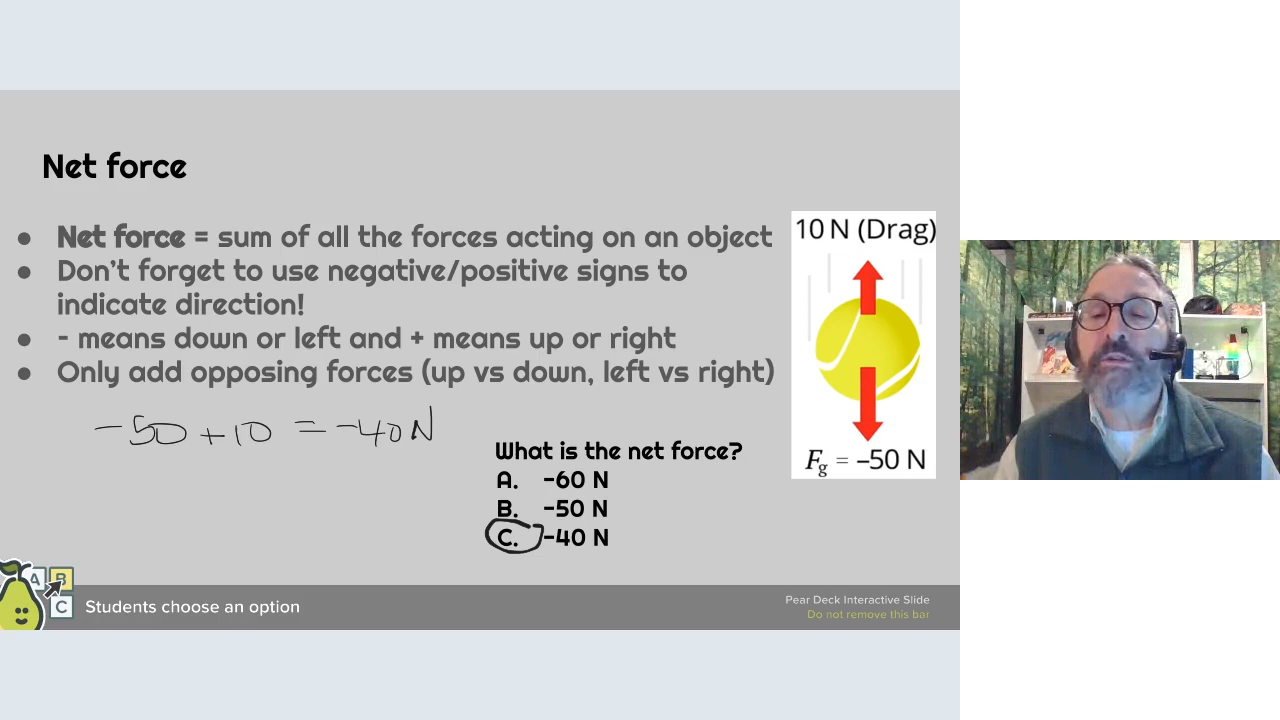 Net force
● Net force = sum of all the forces acting on an object
● Don't forget to use negative/positive signs to
indicate direction!
● - means down or left and + means up or right
● Only add opposing forces (up vs down, left vs right)
-50 +10 = -40N
What is the net force?
A. -60 N
B. -50 N
C. -40 N
10 N (Drag)
Fg = –50 N
A B
C
Students choose an option
Pear Deck Interactive Slide
Do not remove this bar